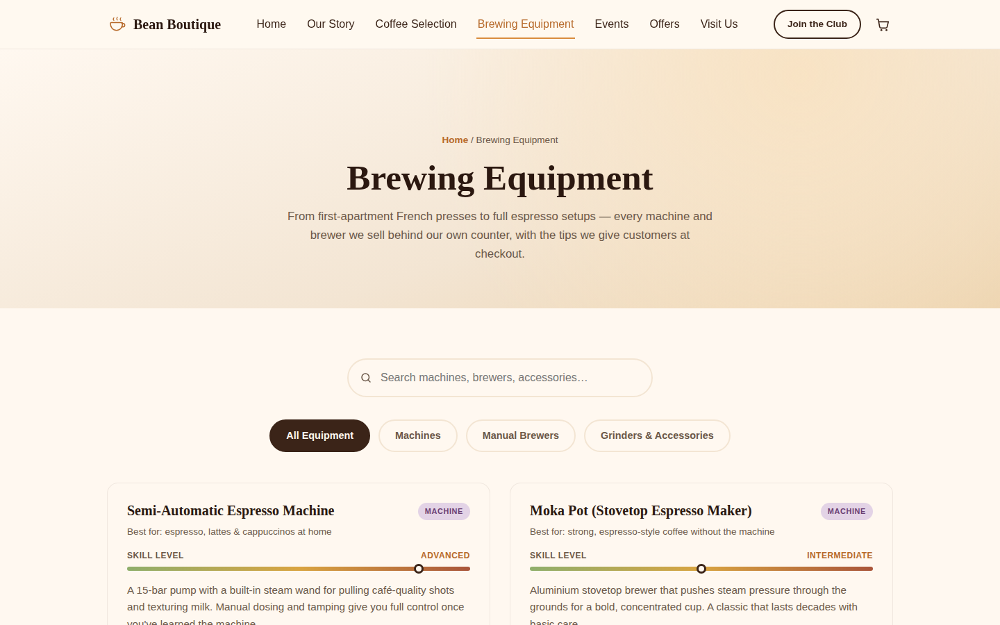 Bean Boutique
Home
Our Story
Coffee Selection
Brewing Equipment
Events
Offers
Visit Us
Join the Club
Home / Brewing Equipment
Brewing Equipment
From first-apartment French presses to full espresso setups — every machine and
brewer we sell behind our own counter, with the tips we give customers at
checkout.
Search machines, brewers, accessories…
All Equipment
Machines
Manual Brewers
Grinders & Accessories
Semi-Automatic Espresso Machine
MACHINE
Best for: espresso, lattes & cappuccinos at home
SKILL LEVEL
ADVANCED
A 15-bar pump with a built-in steam wand for pulling café-quality shots
and texturing milk. Manual dosing and tamping give you full control once
you've learned the machine.
Moka Pot (Stovetop Espresso Maker)
MACHINE
Best for: strong, espresso-style coffee without the machine
SKILL LEVEL
INTERMEDIATE
Aluminium stovetop brewer that pushes steam pressure through the
grounds for a bold, concentrated cup. A classic that lasts decades with
basic care.